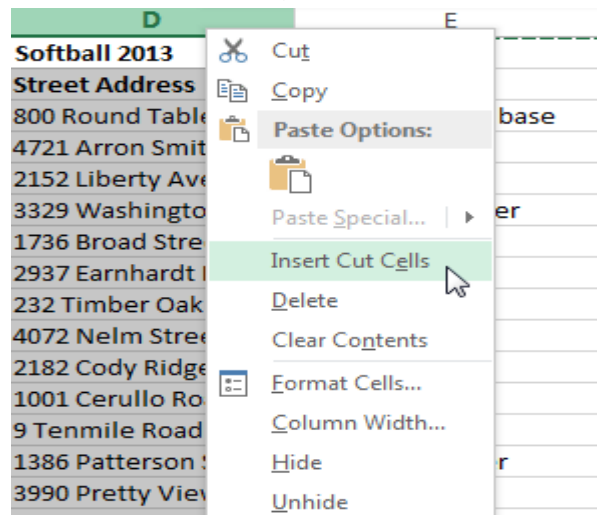 D E
Softball 2013
Street Address
800 Round Table
4721 Arron Smit
2152 Liberty Ave
3329 Washingto
1736 Broad Stre
2937 Earnhardt
232 Timber Oak
4072 Nelm Stree
2182 Cody Ridge
1001 Cerullo Ro
9 Tenmile Road
1386 Patterson
3990 Pretty View
Cut
Copy
Paste Options:
Paste Special...
Insert Cut Cells
Delete
Clear Contents
Format Cells...
Column Width...
Hide
Unhide
base
er
r